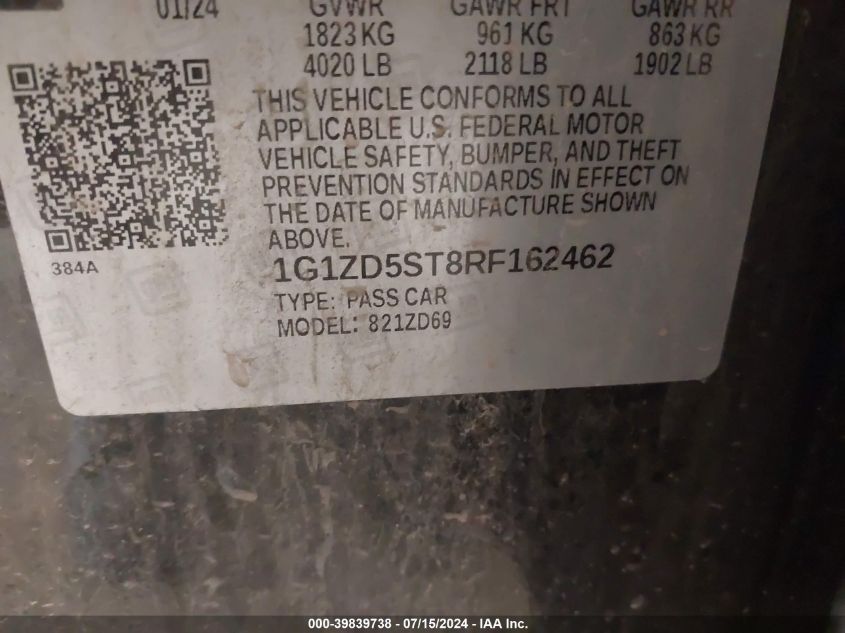 01/24 GVWR GAWR FRT GAWR RR
1823 KG 961 KG 863 KG
4020 LB 2118 LB 1902 LB
THIS VEHICLE CONFORMS TO ALL
APPLICABLE U.S. FEDERAL MOTOR
VEHICLE SAFETY, BUMPER, AND THEFT
PREVENTION STANDARDS IN EFFECT ON
THE DATE OF MANUFACTURE SHOWN
ABOVE.
384A
1G1ZD5ST8RF162462
TYPE: PASS CAR
MODEL: 821ZD69
000-39839738 - 07/15/2024 - IAA Inc.